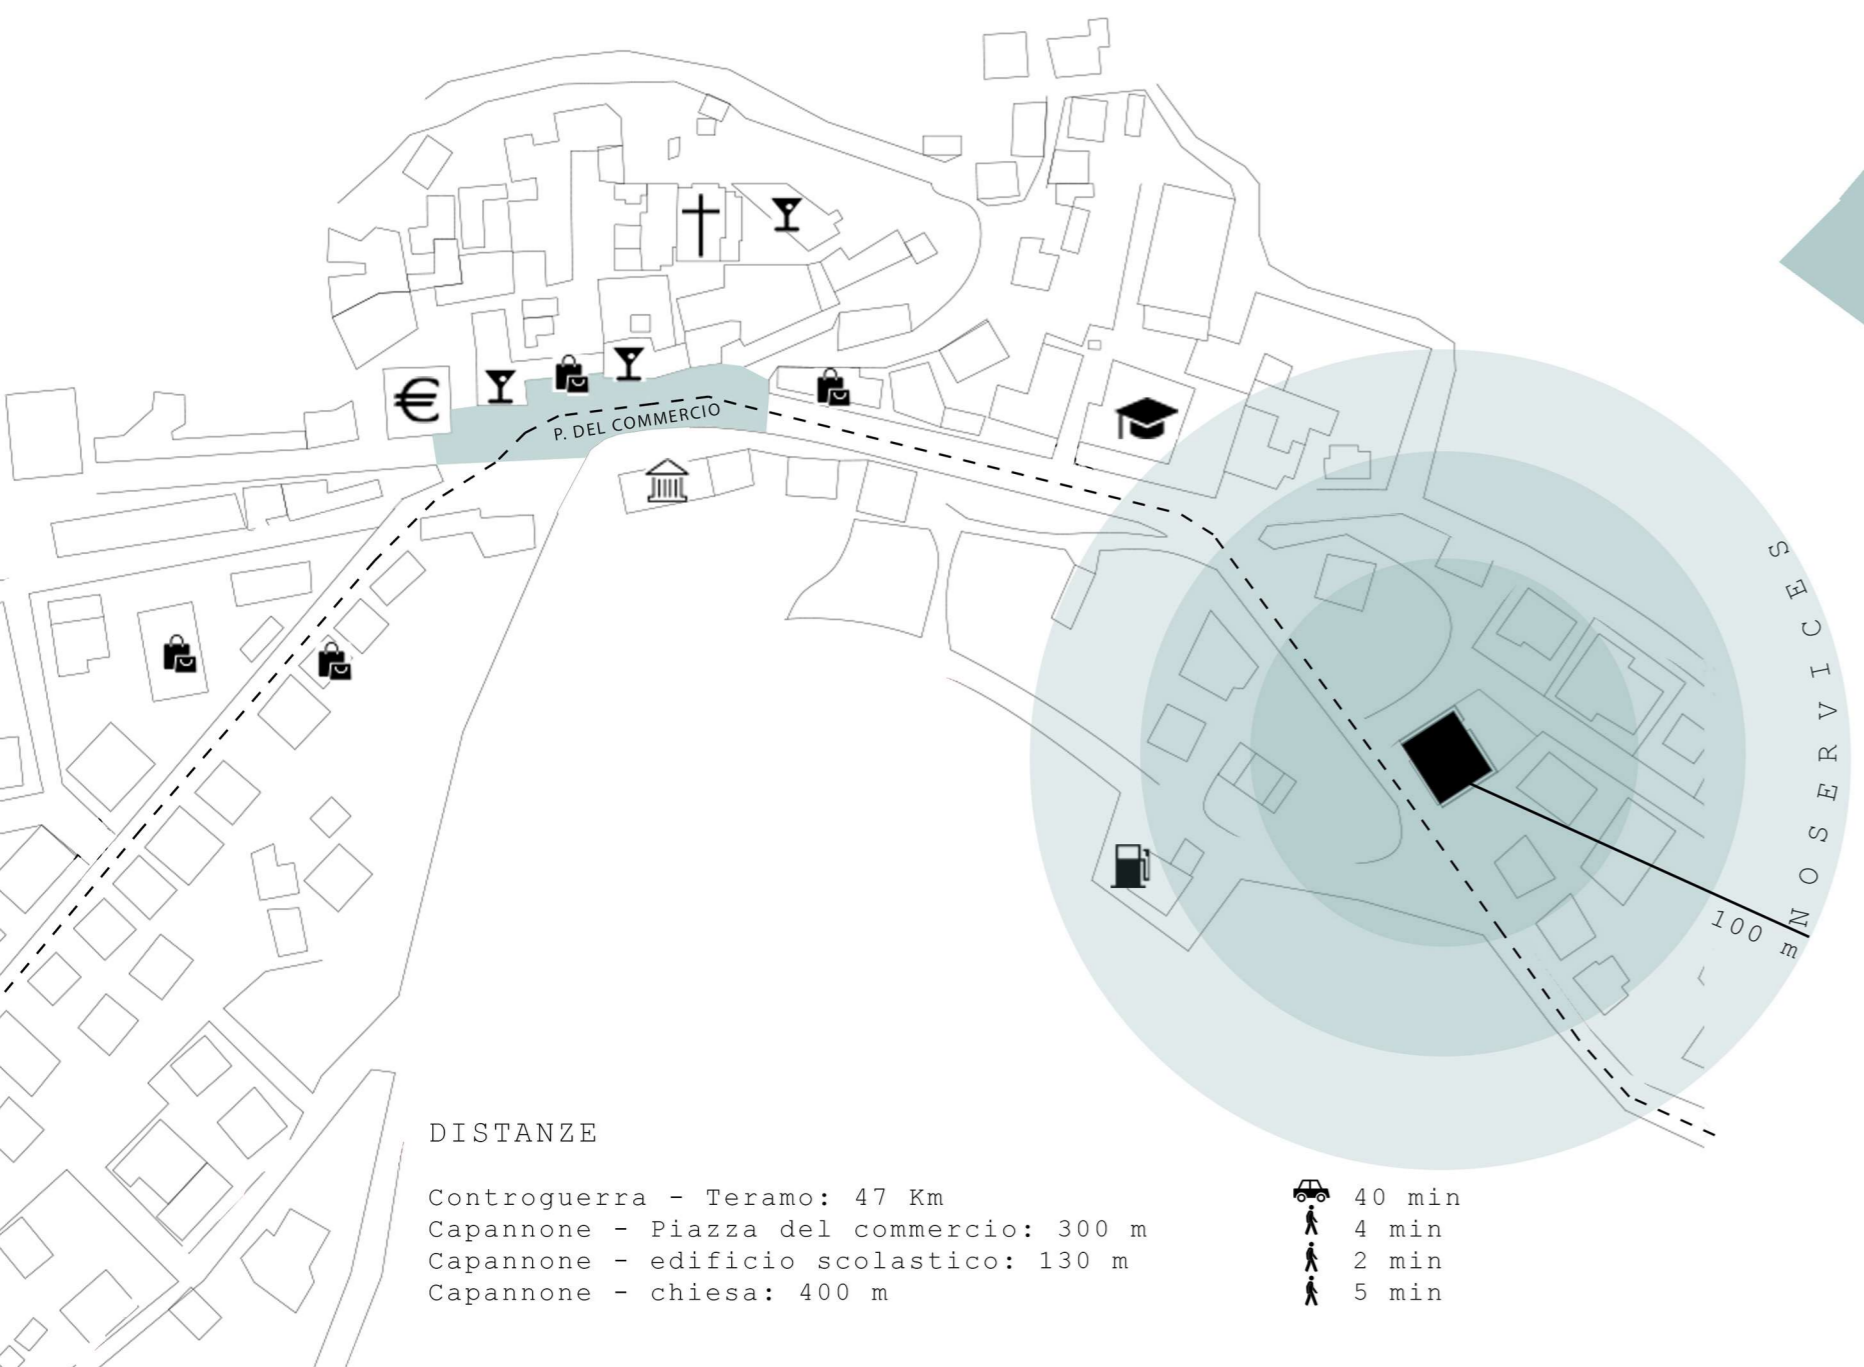 P. DEL COMMERCIO
NO SERVICES
100 m
DISTANZE
Controguerra - Teramo: 47 Km 40 min
Capannone - Piazza del commercio: 300 m 4 min
Capannone - edificio scolastico: 130 m 2 min
Capannone - chiesa: 400 m 5 min